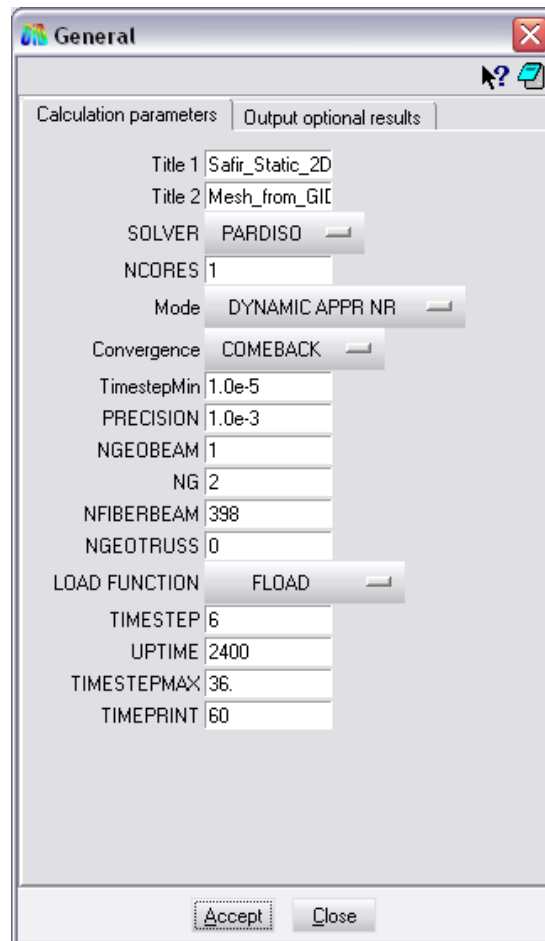 General
Calculation parameters Output optional results
Title 1 Safir_Static_2D
Title 2 Mesh_from_GID
SOLVER PARDISO
NCORES 1
Mode DYNAMIC APPR NR
Convergence COMEBACK
TimestepMin 1.0e-5
PRECISION 1.0e-3
NGEOBEAM 1
NG 2
NFIBERBEAM 398
NGEOTRUSS 0
LOAD FUNCTION FLOAD
TIMESTEP 6
UPTIME 2400
TIMESTEPMAX 36.
TIMEPRINT 60
Accept Close